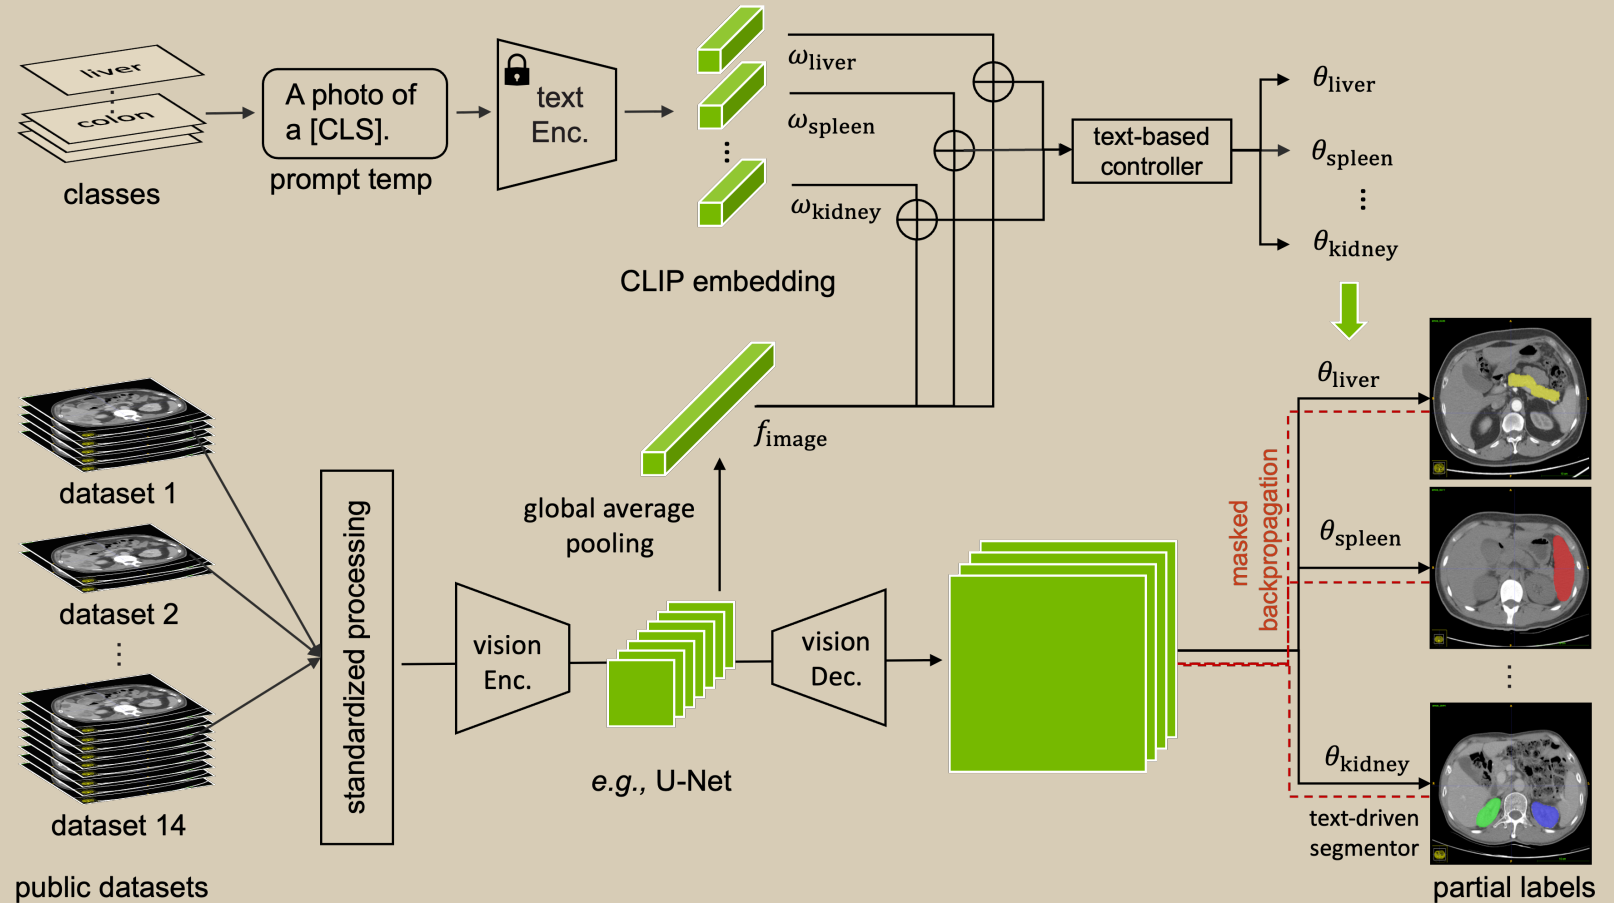 liver
colon
classes
A photo of
a [CLS].
prompt temp
text
Enc.
ω_liver
ω_spleen
ω_kidney
CLIP embedding
text-based
controller
θ_liver
θ_spleen
θ_kidney
dataset 1
dataset 2
dataset 14
public datasets
standardized processing
vision
Enc.
global average
pooling
f_image
e.g., U-Net
vision
Dec.
masked
backpropagation
θ_liver
θ_spleen
θ_kidney
text-driven
segmentor
partial labels